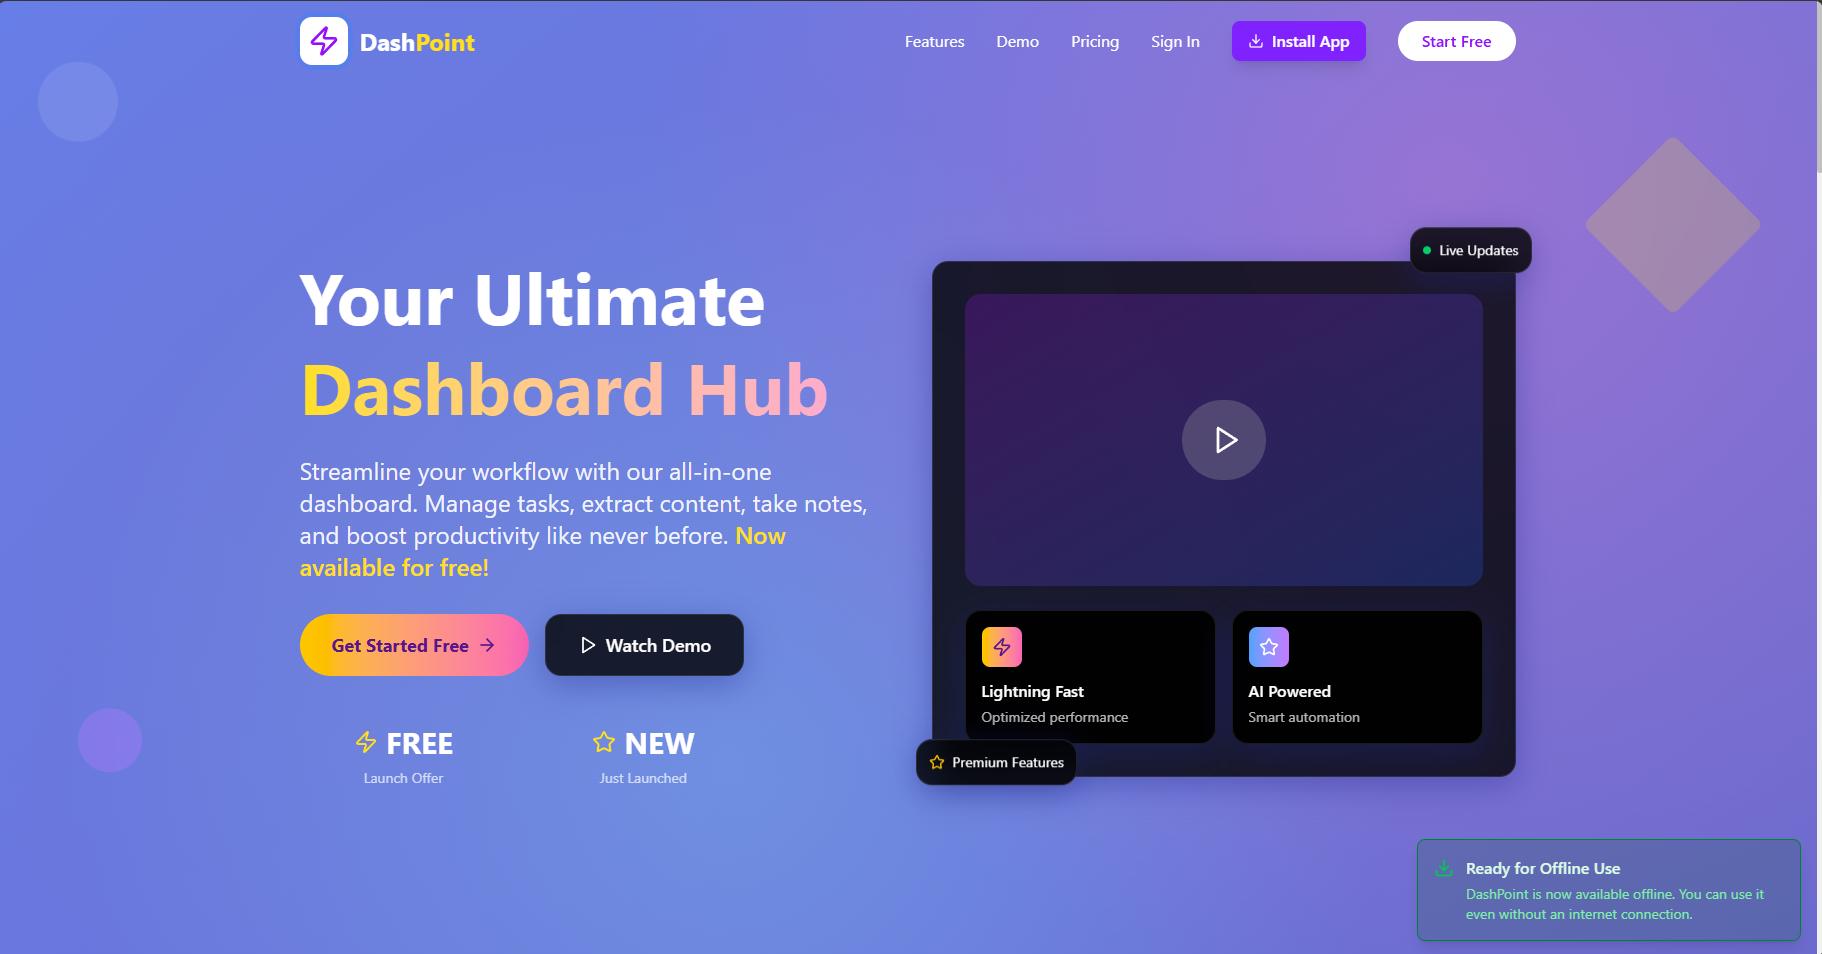 DashPoint
Features
Demo
Pricing
Sign In
Install App
Start Free
Your Ultimate
Dashboard Hub
Streamline your workflow with our all-in-one
dashboard. Manage tasks, extract content, take notes,
and boost productivity like never before. Now
available for free!
Get Started Free
Watch Demo
FREE
Launch Offer
NEW
Just Launched
Live Updates
Lightning Fast
Optimized performance
AI Powered
Smart automation
Premium Features
Ready for Offline Use
DashPoint is now available offline. You can use it
even without an internet connection.